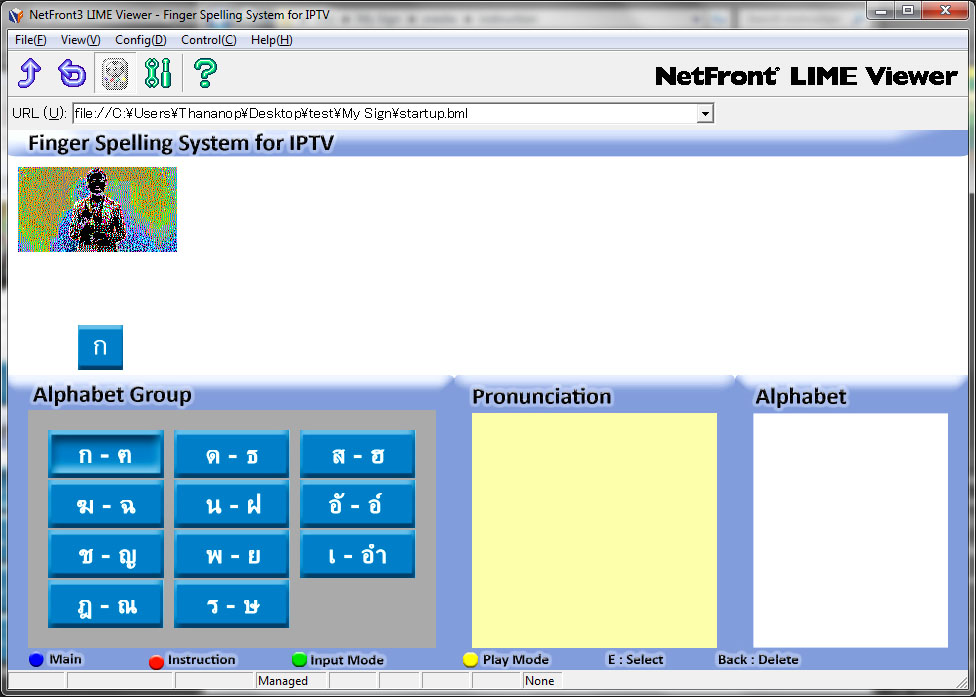 NetFront3 LIME Viewer - Finger Spelling System for IPTV
File(F) View(V) Config(D) Control(C) Help(H)
NetFront® LIME Viewer
URL (U): file://C:¥Users¥Thananop¥Desktop¥test¥My Sign¥startup.bml
Finger Spelling System for IPTV
ก
Alphabet Group
Pronunciation
Alphabet
ก - ฅ
ด - ธ
ส - ฮ
ฆ - ฉ
น - ฝ
อั - อ์
ช - ญ
พ - ย
เ - อำ
ฎ - ณ
ร - ษ
Main Instruction Input Mode Play Mode E : Select Back : Delete
Managed None